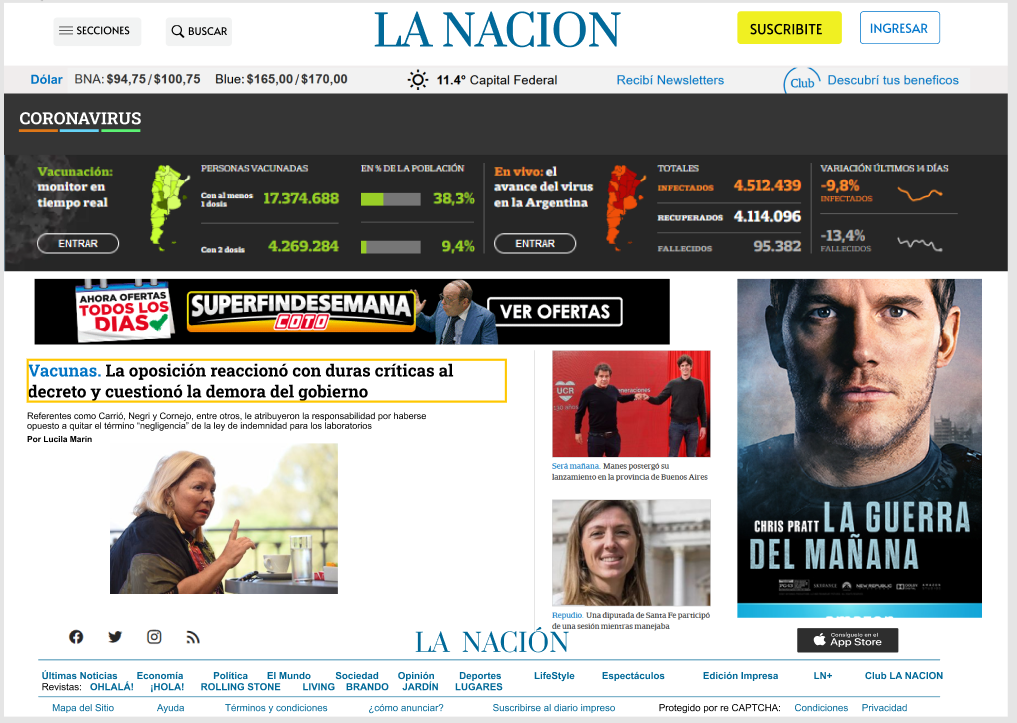 SECCIONES
BUSCAR
LA NACION
SUSCRIBITE
INGRESAR
Dólar BNA: $94,75 / $100,75 Blue: $165,00 / $170,00
11.4° Capital Federal
Recibí Newsletters
Club Descubrí tus beneficos
CORONAVIRUS
Vacunación:
monitor en
tiempo real
ENTRAR
PERSONAS VACUNADAS
Con al menos
1 dosis
17.374.688
Con 2 dosis
4.269.284
EN % DE LA POBLACIÓN
38,3%
9,4%
En vivo: el
avance del virus
en la Argentina
ENTRAR
TOTALES
INFECTADOS 4.512.439
RECUPERADOS 4.114.096
FALLECIDOS 95.382
VARIACIÓN ÚLTIMOS 14 DÍAS
-9,8%
INFECTADOS
-13,4%
FALLECIDOS
AHORA OFERTAS
TODOS LOS
DIAS
SUPERFINDESEMANA
COTO
VER OFERTAS
Vacunas. La oposición reaccionó con duras críticas al
decreto y cuestionó la demora del gobierno
Referentes como Carrió, Negri y Cornejo, entre otros, le atribuyeron la responsabilidad por haberse
opuesto a quitar el término "negligencia" de la ley de indemnidad para los laboratorios
Por Lucila Marin
UCR
Será mañana. Manes postergó su
lanzamiento en la provincia de Buenos Aires
Repudio. Una diputada de Santa Fe participó
de una sesión mientras manejaba
CHRIS PRATT LA GUERRA
DEL MAÑANA
LA NACIÓN
Consíguelo en el
App Store
Últimas Noticias Economía Política El Mundo Sociedad Opinión Deportes LifeStyle Espectáculos Edición Impresa LN+ Club LA NACION
Revistas: OHLALÁ! ¡HOLA! ROLLING STONE LIVING BRANDO JARDÍN LUGARES
Mapa del Sitio Ayuda Términos y condiciones ¿cómo anunciar? Suscribirse al diario impreso Protegido por re CAPTCHA: Condiciones Privacidad